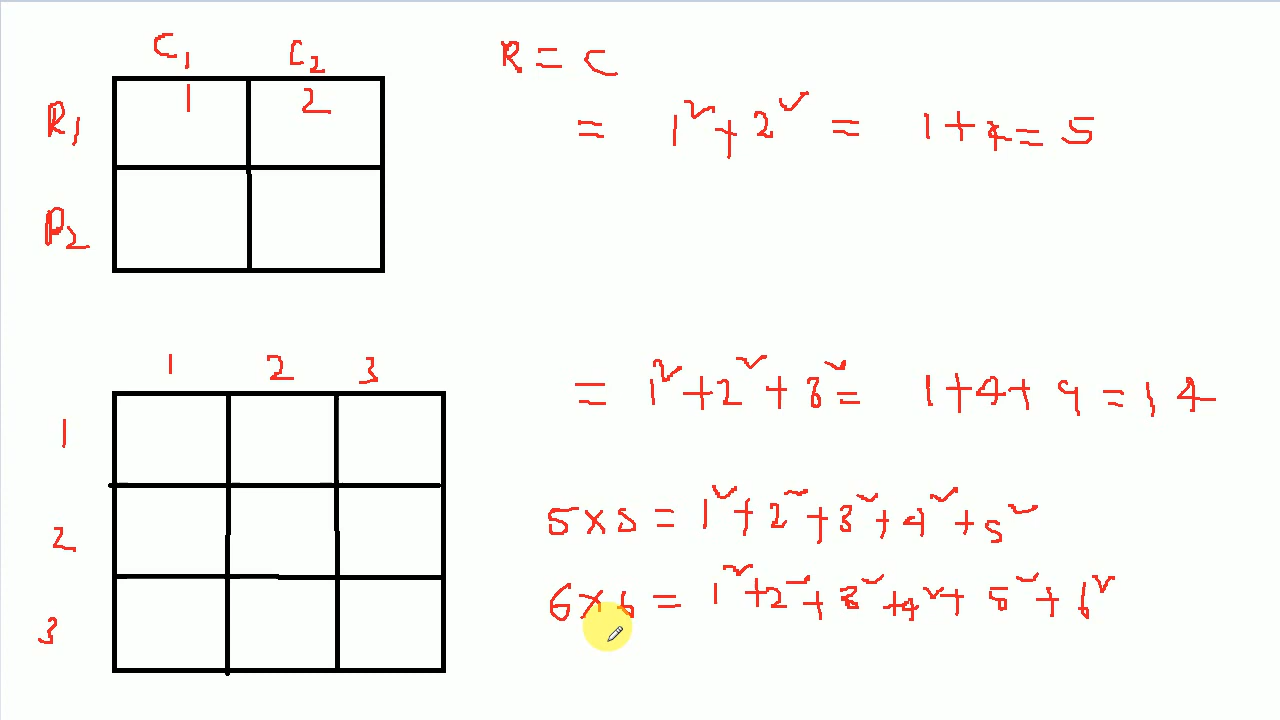 C₁ C₂
R = C
R₁ 1 2
= 1² + 2² = 1 + 4 = 5
R₂
1 2 3
= 1² + 2² + 3² = 1 + 4 + 9 = 14
1
5 × 5 = 1² + 2² + 3² + 4² + 5²
2
6 × 6 = 1² + 2² + 3² + 4² + 5² + 6²
3